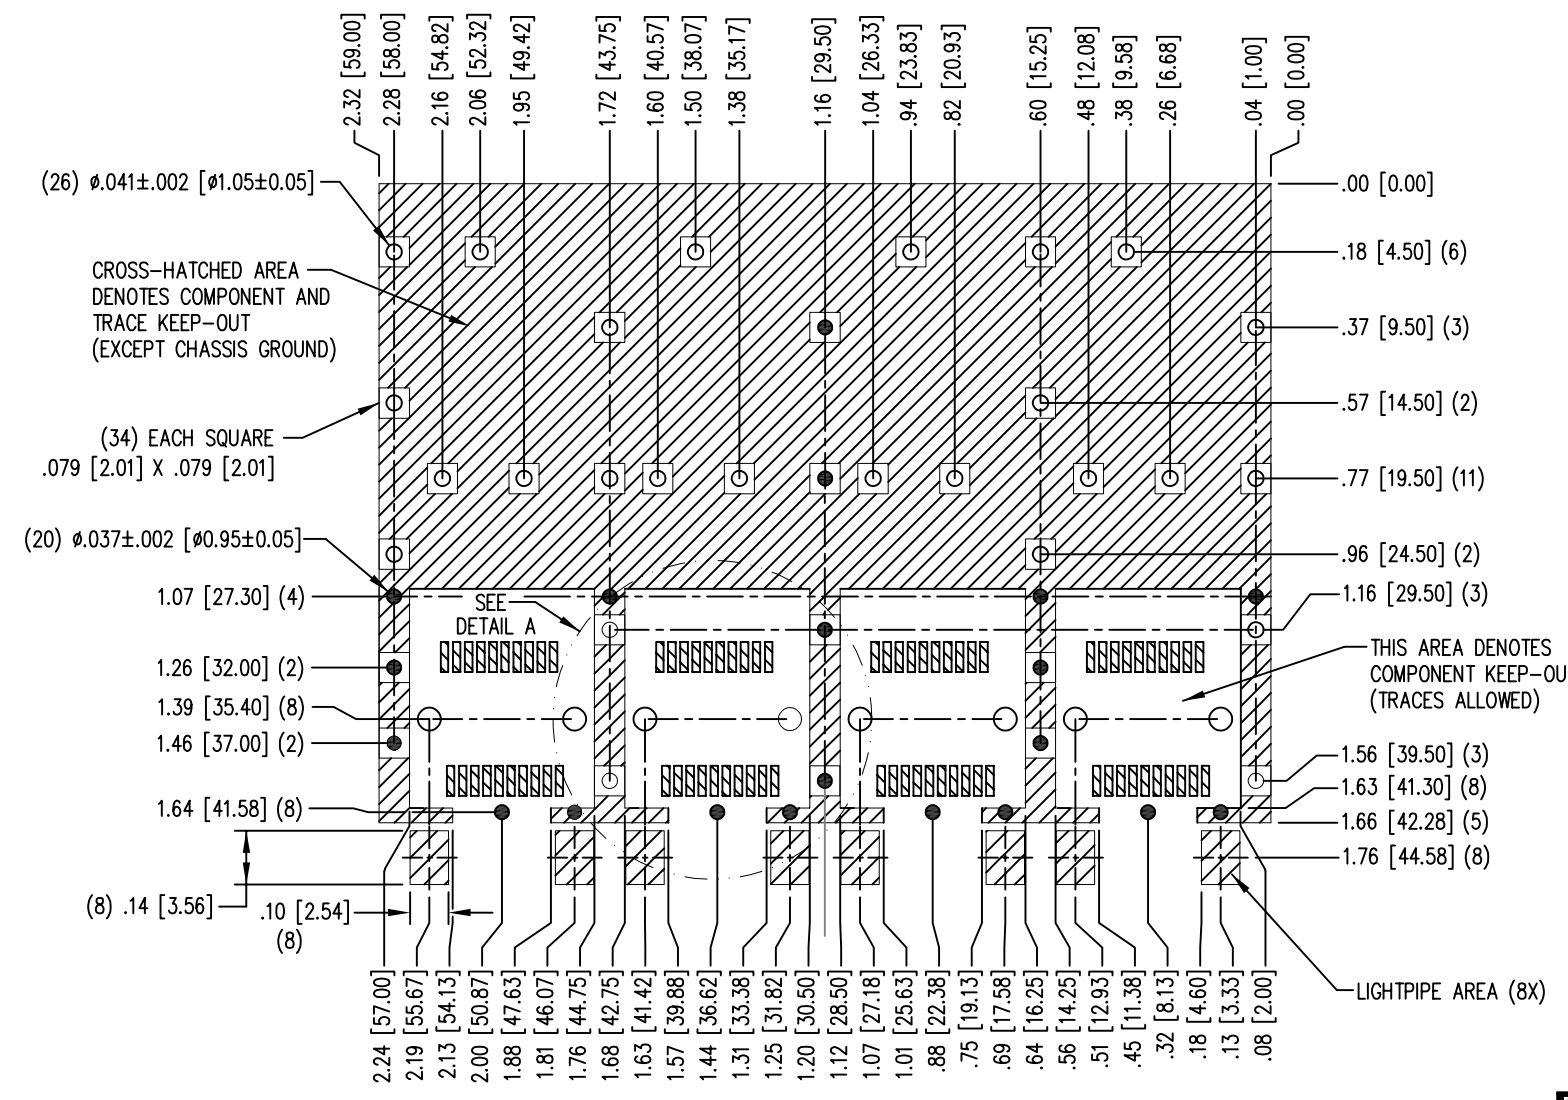 2.32 [59.00]
2.28 [58.00]
2.16 [54.82]
2.06 [52.32]
1.95 [49.42]
1.72 [43.75]
1.60 [40.57]
1.50 [38.07]
1.38 [35.17]
1.16 [29.50]
1.04 [26.33]
.94 [23.83]
.82 [20.93]
.60 [15.25]
.48 [12.08]
.38 [9.58]
.26 [6.68]
.04 [1.00]
.00 [0.00]
(26) ø.041±.002 [ø1.05±0.05]
CROSS-HATCHED AREA
DENOTES COMPONENT AND
TRACE KEEP-OUT
(EXCEPT CHASSIS GROUND)
(34) EACH SQUARE
.079 [2.01] X .079 [2.01]
(20) ø.037±.002 [ø0.95±0.05]
1.07 [27.30] (4)
1.26 [32.00] (2)
1.39 [35.40] (8)
1.46 [37.00] (2)
1.64 [41.58] (8)
(8) .14 [3.56]
.10 [2.54]
(8)
SEE
DETAIL A
.00 [0.00]
.18 [4.50] (6)
.37 [9.50] (3)
.57 [14.50] (2)
.77 [19.50] (11)
.96 [24.50] (2)
1.16 [29.50] (3)
THIS AREA DENOTES
COMPONENT KEEP-OU
(TRACES ALLOWED)
1.56 [39.50] (3)
1.63 [41.30] (8)
1.66 [42.28] (5)
1.76 [44.58] (8)
LIGHTPIPE AREA (8X)
2.24 [57.00]
2.19 [55.67]
2.13 [54.13]
2.00 [50.87]
1.88 [47.63]
1.81 [46.07]
1.76 [44.75]
1.68 [42.75]
1.63 [41.42]
1.57 [39.88]
1.44 [36.62]
1.31 [33.38]
1.25 [31.82]
1.20 [30.50]
1.12 [28.50]
1.07 [27.18]
1.01 [25.63]
.88 [22.38]
.75 [19.13]
.69 [17.58]
.64 [16.25]
.56 [14.25]
.51 [12.93]
.45 [11.38]
.32 [8.13]
.18 [4.60]
.13 [3.33]
.08 [2.00]